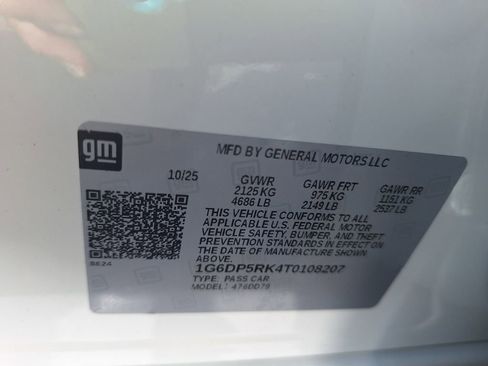 gm
MFD BY GENERAL MOTORS LLC
10/25
GVWR GAWR FRT GAWR RR
2125 KG 975 KG 1151 KG
4686 LB 2149 LB 2537 LB
THIS VEHICLE CONFORMS TO ALL
APPLICABLE U.S. FEDERAL MOTOR
VEHICLE SAFETY, BUMPER, AND THEFT
PREVENTION STANDARDS IN EFFECT ON
THE DATE OF MANUFACTURE SHOWN
ABOVE.
1G6DP5RK4T0108207
TYPE: PASS CAR
MODEL: 476DD79